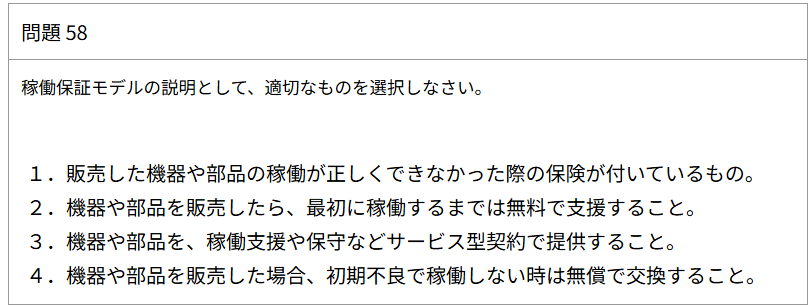 問題 58
稼働保証モデルの説明として、適切なものを選択しなさい。
１．販売した機器や部品の稼働が正しくできなかった際の保険が付いているもの。
２．機器や部品を販売したら、最初に稼働するまでは無料で支援すること。
３．機器や部品を、稼働支援や保守などサービス型契約で提供すること。
４．機器や部品を販売した場合、初期不良で稼働しない時は無償で交換すること。